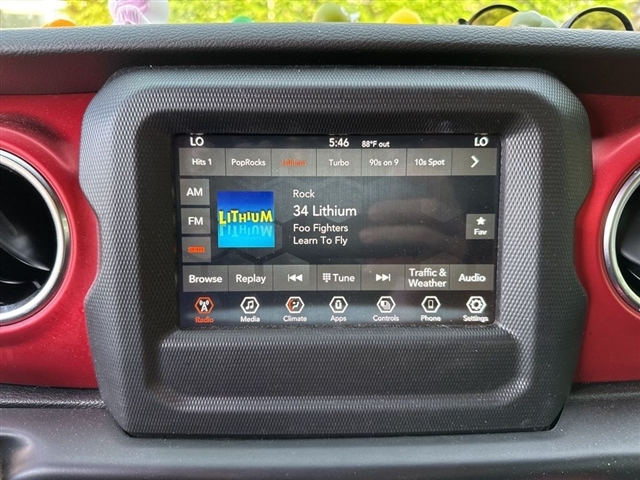 LO 5:46 88°F out LO
Hits 1 PopRocks Lithium Turbo 90s on 9 10s Spot
AM
FM
LITHIUM
Rock
34 Lithium
Foo Fighters
Learn To Fly
Fav
Browse Replay Tune Traffic & Weather Audio
Radio Media Climate Apps Controls Phone Settings